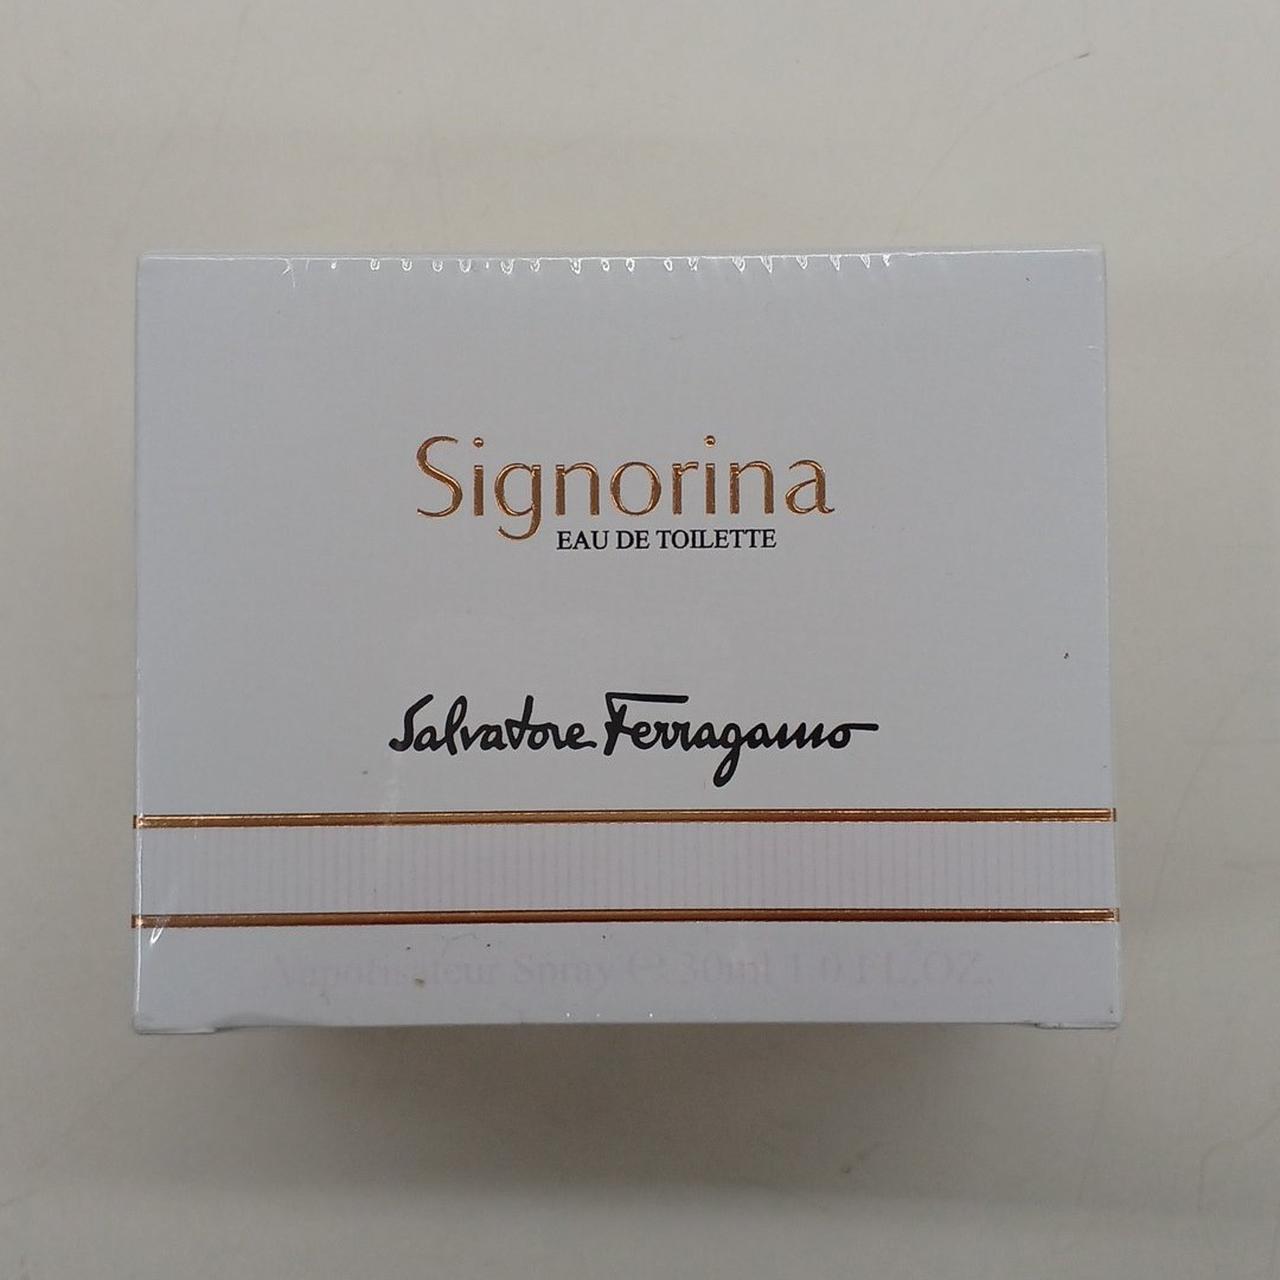 Signorina
EAU DE TOILETTE
Salvatore Ferragamo
Vaporisateur Spray ℮ 30ml 1.0 FL.OZ.